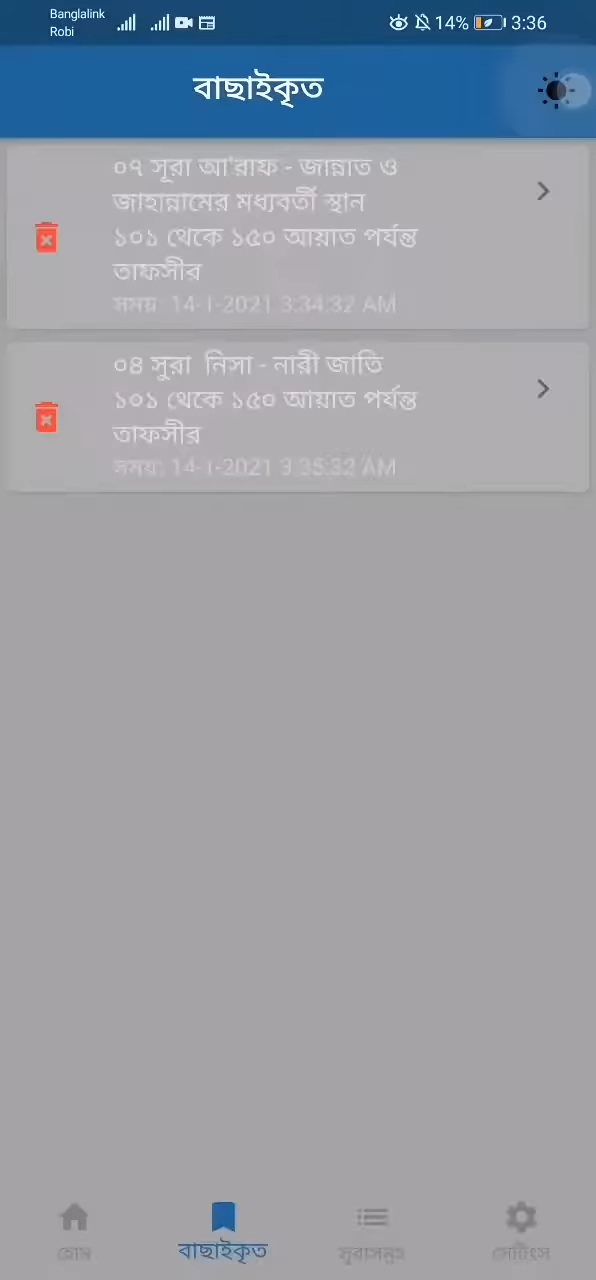 Banglalink
Robi
14%
3:36
বাছাইকৃত
০৭ সূরা আ'রাফ - জান্নাত ও
জাহান্নামের মধ্যবর্তী স্থান
১০১ থেকে ১৫০ আয়াত পর্যন্ত
তাফসীর
সময়: 14-1-2021 3:34:32 AM
০৪ সুরা  নিসা - নারী জাতি
১০১ থেকে ১৫০ আয়াত পর্যন্ত
তাফসীর
সময়: 14-1-2021 3:35:32 AM
হোম
বাছাইকৃত
সুরাসমুহ
সেটিংস